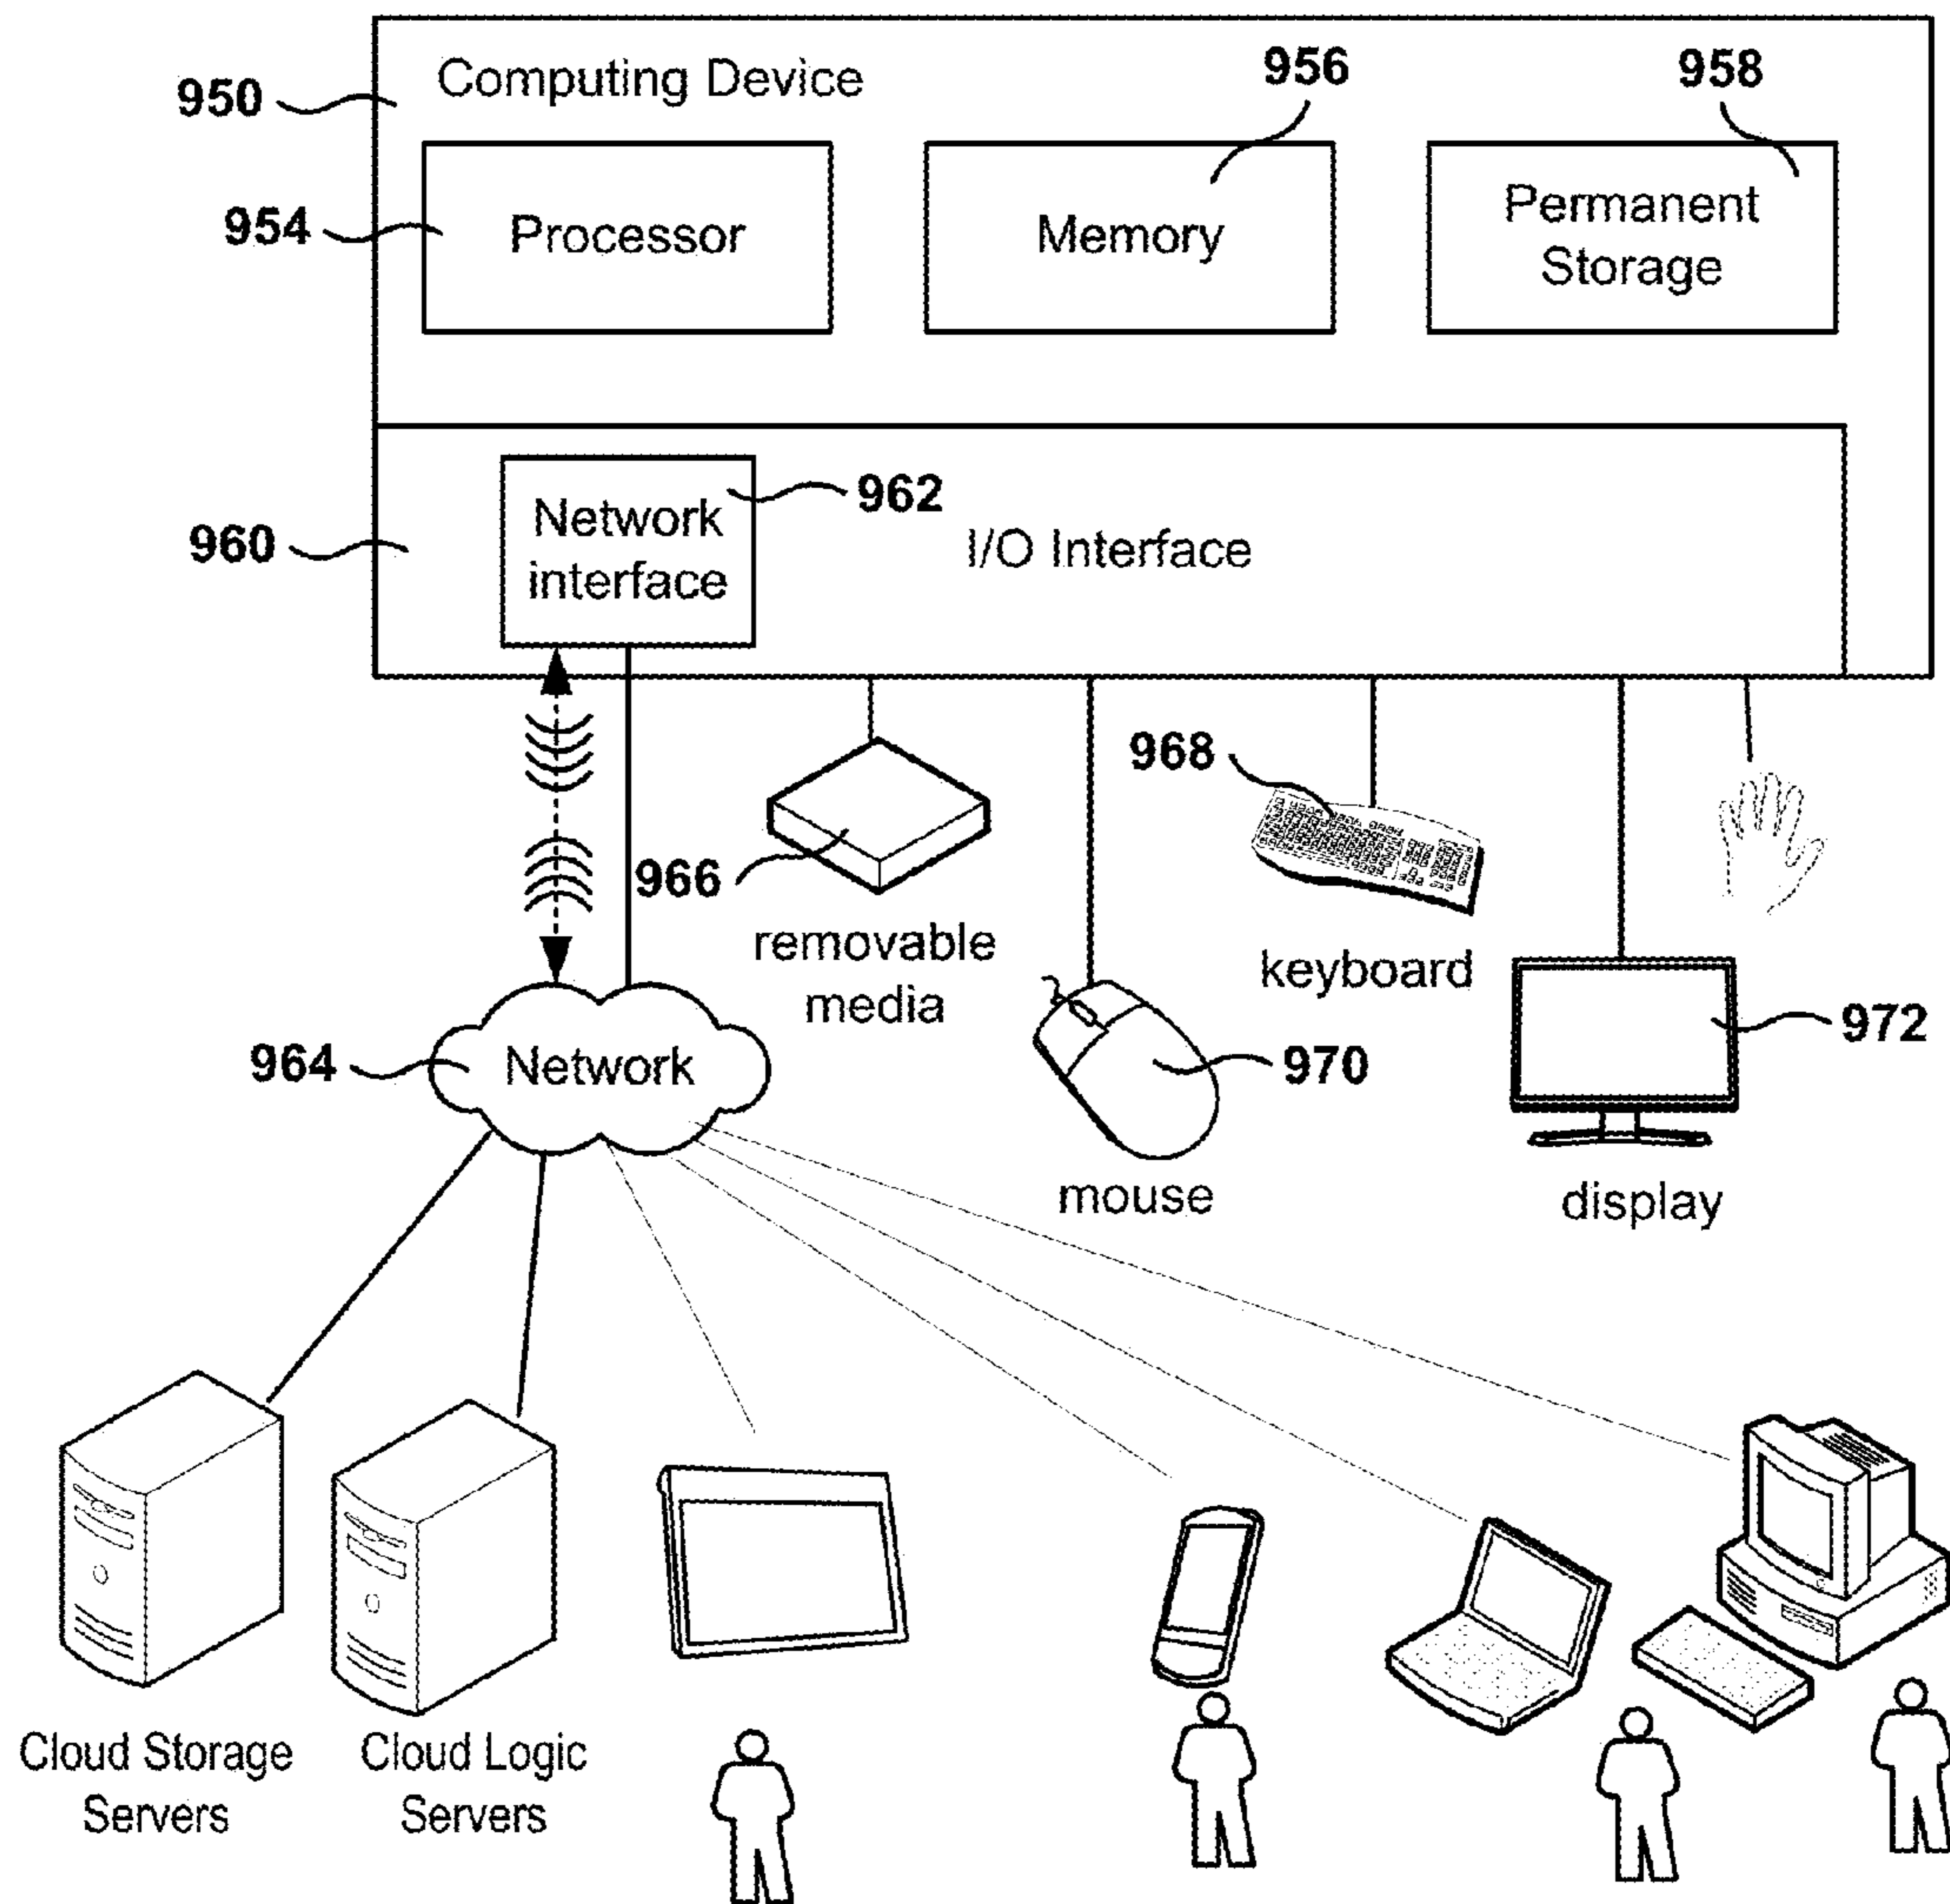 Computing Device
950
956
958
954
Processor
Memory
Permanent
Storage
960
Network
interface
962
I/O Interface
966
removable
media
968
keyboard
964
Network
970
mouse
972
display
Cloud Storage
Servers
Cloud Logic
Servers